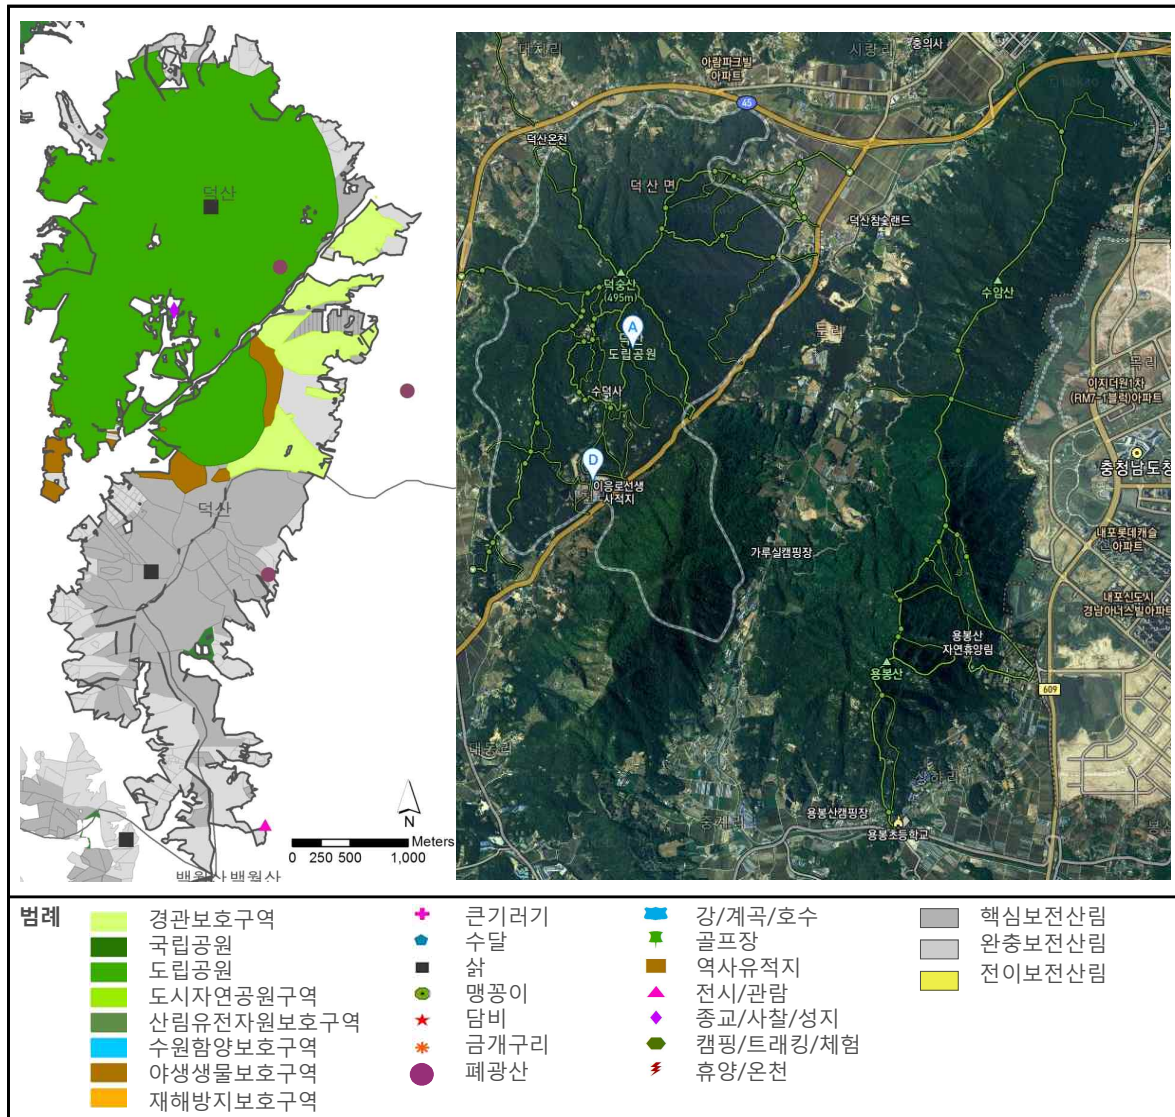 덕산
덕산
백월산 백월산
N
Meters
0 250 500 1,000
시량리
충의사
아람파크빌
아파트
45
덕산온천
덕산면
덕산참숯랜드
덕숭산
(495m)
수암산
A
도립공원
둔리
목리
이지더원1차
(RM7-1블럭)아파트
수덕사
충청남도청
D
이응로선생
사적지
내포롯데캐슬
아파트
가루실캠핑장
내포신도시
경남아너스빌아파트
용봉산
자연휴양림
용봉산
609
상하리
용봉산캠핑장
용봉초등학교
범례
경관보호구역
국립공원
도립공원
도시자연공원구역
산림유전자원보호구역
수원함양보호구역
야생생물보호구역
재해방지보호구역
큰기러기
수달
삵
맹꽁이
담비
금개구리
폐광산
강/계곡/호수
골프장
역사유적지
전시/관람
종교/사찰/성지
캠핑/트래킹/체험
휴양/온천
핵심보전산림
완충보전산림
전이보전산림